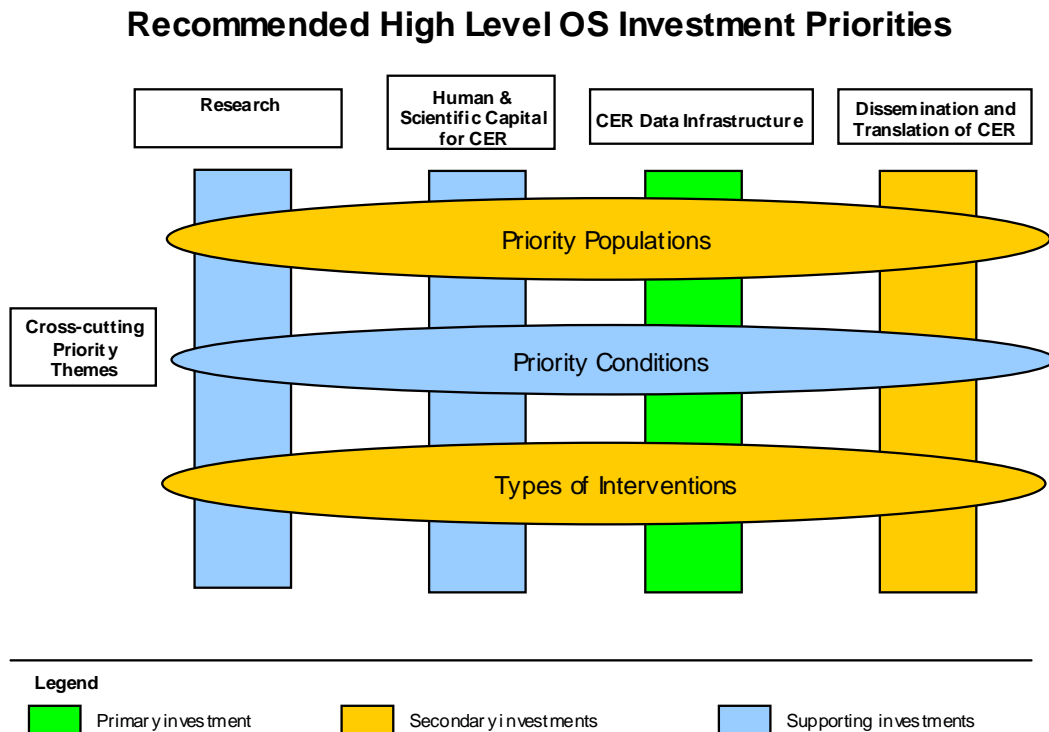 Recommended High Level OS Investment Priorities
Research
Human &
Scientific Capital
for CER
CER Data Infrastructure
Dissemination and
Translation of CER
Priority Populations
Cross-cutting
Priority
Themes
Priority Conditions
Types of Interventions
Legend
Primary investment
Secondary investments
Supporting investments